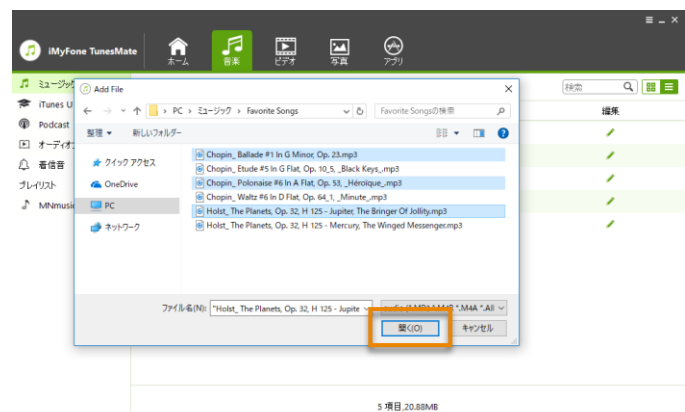 iMyFone TunesMate
ホーム
音楽
ビデオ
写真
アプリ
ミュージック
検索
iTunes U
編集
Podcast
オーディオ
着信音
プレイリスト
MNmusic
Add File
PC > ミュージック > Favorite Songs
Favorite Songsの検索
整理
新しいフォルダー
クイック アクセス
OneDrive
PC
ネットワーク
Chopin_ Ballade #1 In G Minor, Op. 23.mp3
Chopin_ Etude #5 In G Flat, Op. 10_5, _Black Keys_.mp3
Chopin_ Polonaise #6 In A Flat, Op. 53, _Héroïque_.mp3
Chopin_ Waltz #6 In D Flat, Op. 64_1, _Minute_.mp3
Holst_ The Planets, Op. 32, H 125 - Jupiter, The Bringer Of Jollity.mp3
Holst_ The Planets, Op. 32, H 125 - Mercury, The Winged Messenger.mp3
ファイル名(N):
"Holst_ The Planets, Op. 32, H 125 - Jupite
*.M4A *.All
開く(O)
キャンセル
5 項目,20.88MB